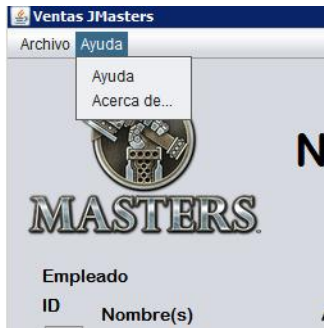 Ventas JMasters
Archivo Ayuda
Ayuda
Acerca de...
N
MASTERS
Empleado
ID Nombre(s)